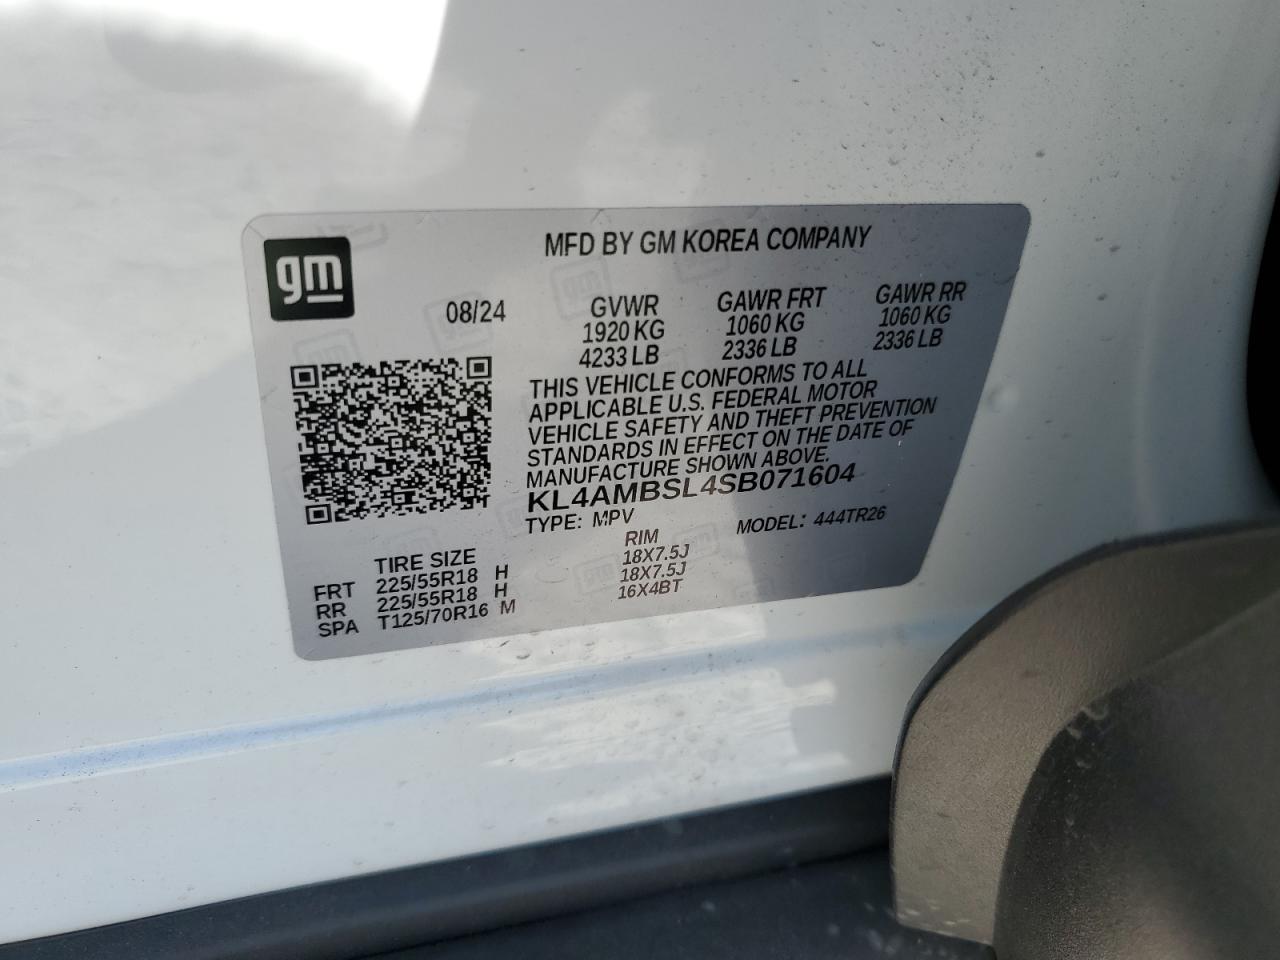 gm
MFD BY GM KOREA COMPANY
08/24
GVWR GAWR FRT GAWR RR
1920 KG 1060 KG 1060 KG
4233 LB 2336 LB 2336 LB
THIS VEHICLE CONFORMS TO ALL
APPLICABLE U.S. FEDERAL MOTOR
VEHICLE SAFETY AND THEFT PREVENTION
STANDARDS IN EFFECT ON THE DATE OF
MANUFACTURE SHOWN ABOVE.
KL4AMBSL4SB071604
TYPE: MPV MODEL: 444TR26
TIRE SIZE RIM
FRT 225/55R18 H 18X7.5J
RR 225/55R18 H 18X7.5J
SPA T125/70R16 M 16X4BT